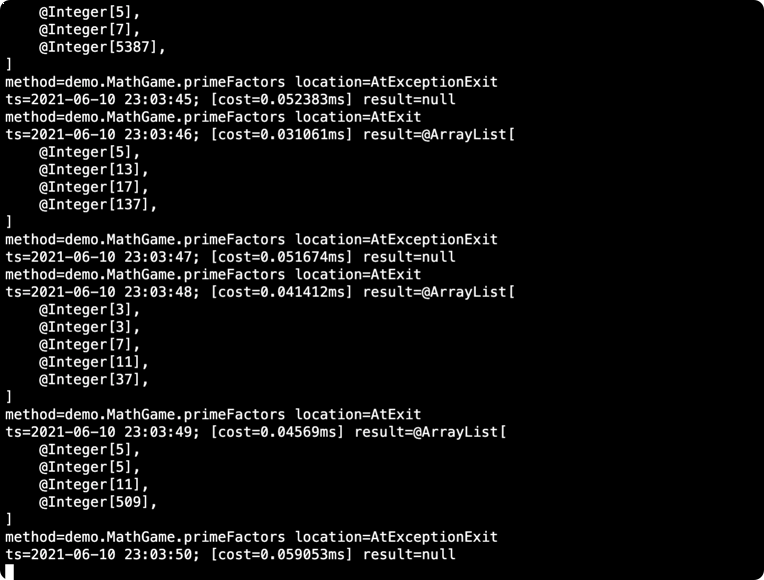 @Integer[5],
    @Integer[7],
    @Integer[5387],
]
method=demo.MathGame.primeFactors location=AtExceptionExit
ts=2021-06-10 23:03:45; [cost=0.052383ms] result=null
method=demo.MathGame.primeFactors location=AtExit
ts=2021-06-10 23:03:46; [cost=0.031061ms] result=@ArrayList[
    @Integer[5],
    @Integer[13],
    @Integer[17],
    @Integer[137],
]
method=demo.MathGame.primeFactors location=AtExceptionExit
ts=2021-06-10 23:03:47; [cost=0.051674ms] result=null
method=demo.MathGame.primeFactors location=AtExit
ts=2021-06-10 23:03:48; [cost=0.041412ms] result=@ArrayList[
    @Integer[3],
    @Integer[3],
    @Integer[7],
    @Integer[11],
    @Integer[37],
]
method=demo.MathGame.primeFactors location=AtExit
ts=2021-06-10 23:03:49; [cost=0.04569ms] result=@ArrayList[
    @Integer[5],
    @Integer[5],
    @Integer[11],
    @Integer[509],
]
method=demo.MathGame.primeFactors location=AtExceptionExit
ts=2021-06-10 23:03:50; [cost=0.059053ms] result=null